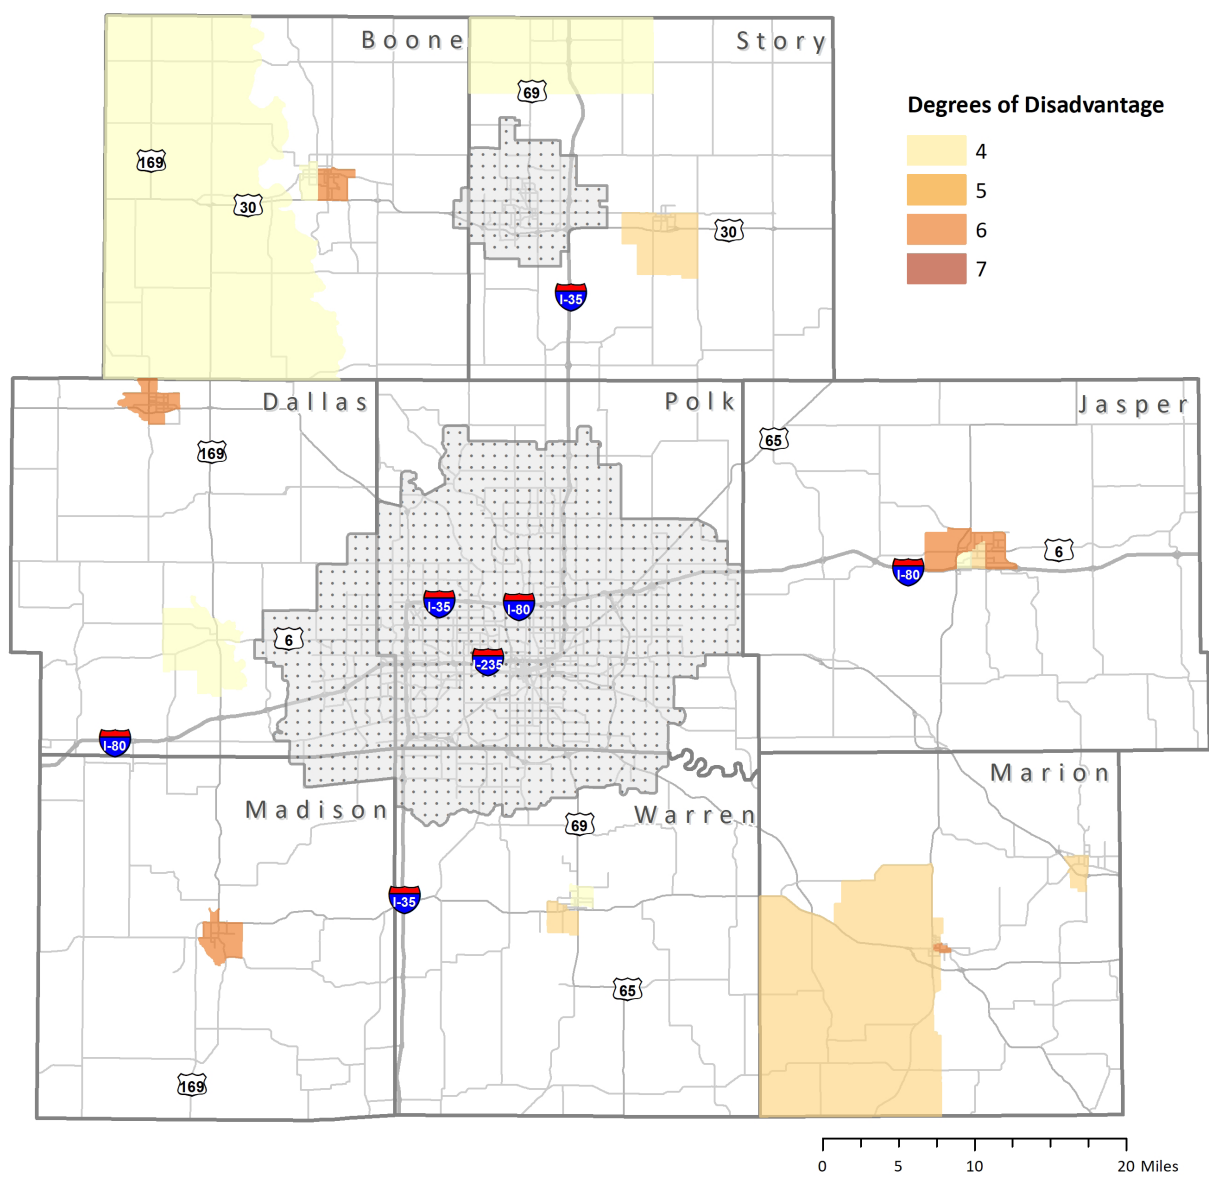 Boone
Story
69
Degrees of Disadvantage
4
169
5
30
30
6
7
I-35
Dallas
Polk
Jasper
65
169
6
I-80
I-35
I-80
6
I-235
I-80
Marion
Madison
Warren
69
I-35
65
169
0
5
10
20 Miles